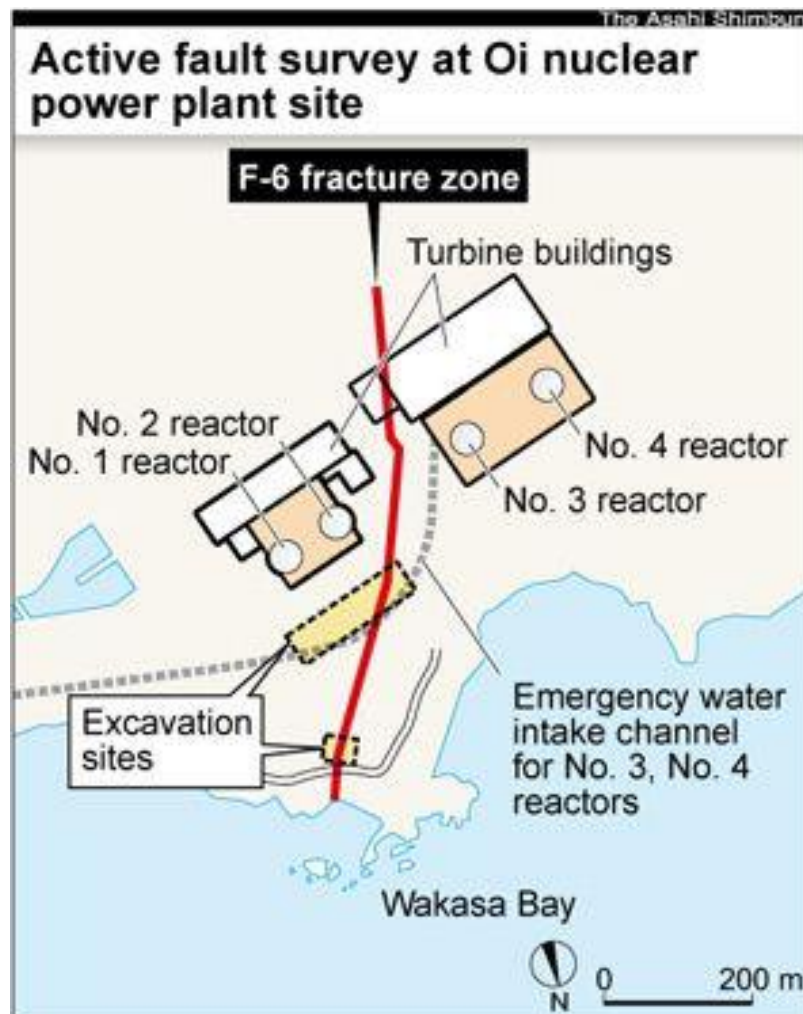 The Asahi Shimbun
Active fault survey at Oi nuclear
power plant site
F-6 fracture zone
Turbine buildings
No. 2 reactor
No. 1 reactor
No. 4 reactor
No. 3 reactor
Excavation
sites
Emergency water
intake channel
for No. 3, No. 4
reactors
Wakasa Bay
N
0 200 m